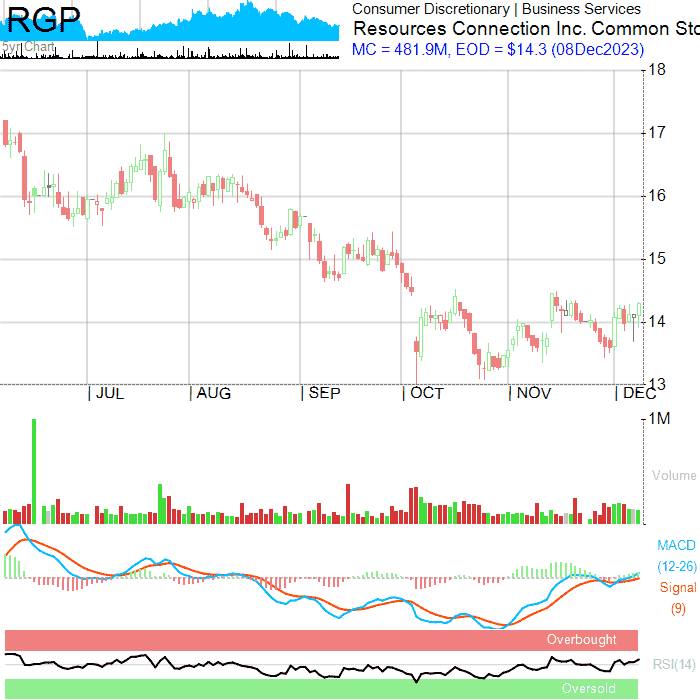 RGP
Consumer Discretionary | Business Services
Resources Connection Inc. Common Sto
5yr Chart
MC = 481.9M, EOD = $14.3 (08Dec2023)
18
17
16
15
14
13
| JUL | AUG | SEP | OCT | NOV | DEC
1M
Volume
MACD
(12-26)
Signal
(9)
Overbought
RSI(14)
Oversold